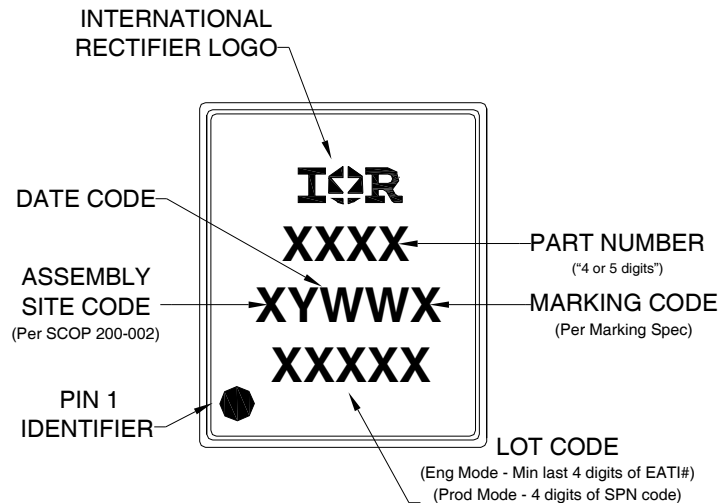 INTERNATIONAL
RECTIFIER LOGO
IOR
DATE CODE
XXXX
PART NUMBER
("4 or 5 digits")
ASSEMBLY
SITE CODE
(Per SCOP 200-002)
XYWWX
MARKING CODE
(Per Marking Spec)
XXXXX
PIN 1
IDENTIFIER
LOT CODE
(Eng Mode - Min last 4 digits of EATI#)
(Prod Mode - 4 digits of SPN code)